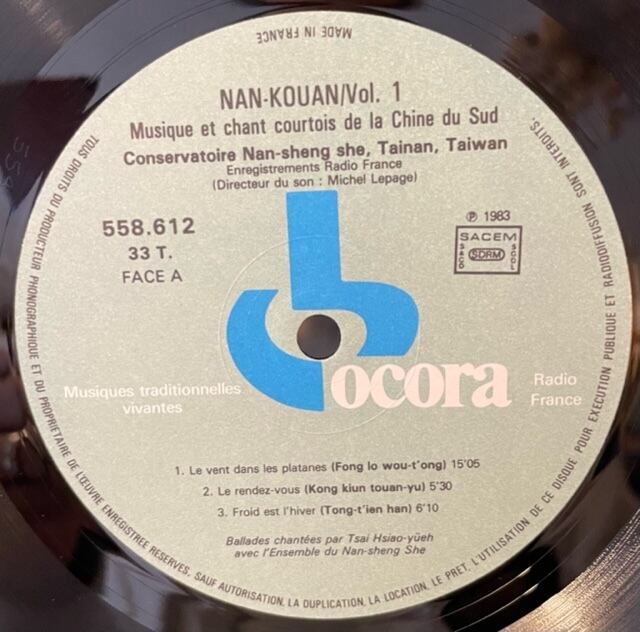 MADE IN FRANCE
NAN-KOUAN/Vol. 1
Musique et chant courtois de la Chine du Sud
Conservatoire Nan-sheng she, Tainan, Taiwan
Enregistrements Radio France
(Directeur du son : Michel Lepage)
558.612
33 T.
FACE A
℗ 1983
SACEM
SACD
SDRM
SGDL
ocora
Musiques traditionnelles
vivantes
Radio
France
1. Le vent dans les platanes (Fong lo wou-t'ong) 15'05
2. Le rendez-vous (Kong kiun touan-yu) 5'30
3. Froid est l'hiver (Tong-t'ien han) 6'10
Ballades chantées par Tsai Hsiao-yüeh
avec l'Ensemble du Nan-sheng She
TOUS DROITS DU PRODUCTEUR PHONOGRAPHIQUE ET DU PROPRIETAIRE DE L'ŒUVRE ENREGISTREE RESERVES, SAUF AUTORISATION, LA DUPLICATION, LA LOCATION, LE PRET, L'UTILISATION DE CE DISQUE POUR EXECUTION PUBLIQUE ET RADIODIFFUSION SONT INTERDITS.